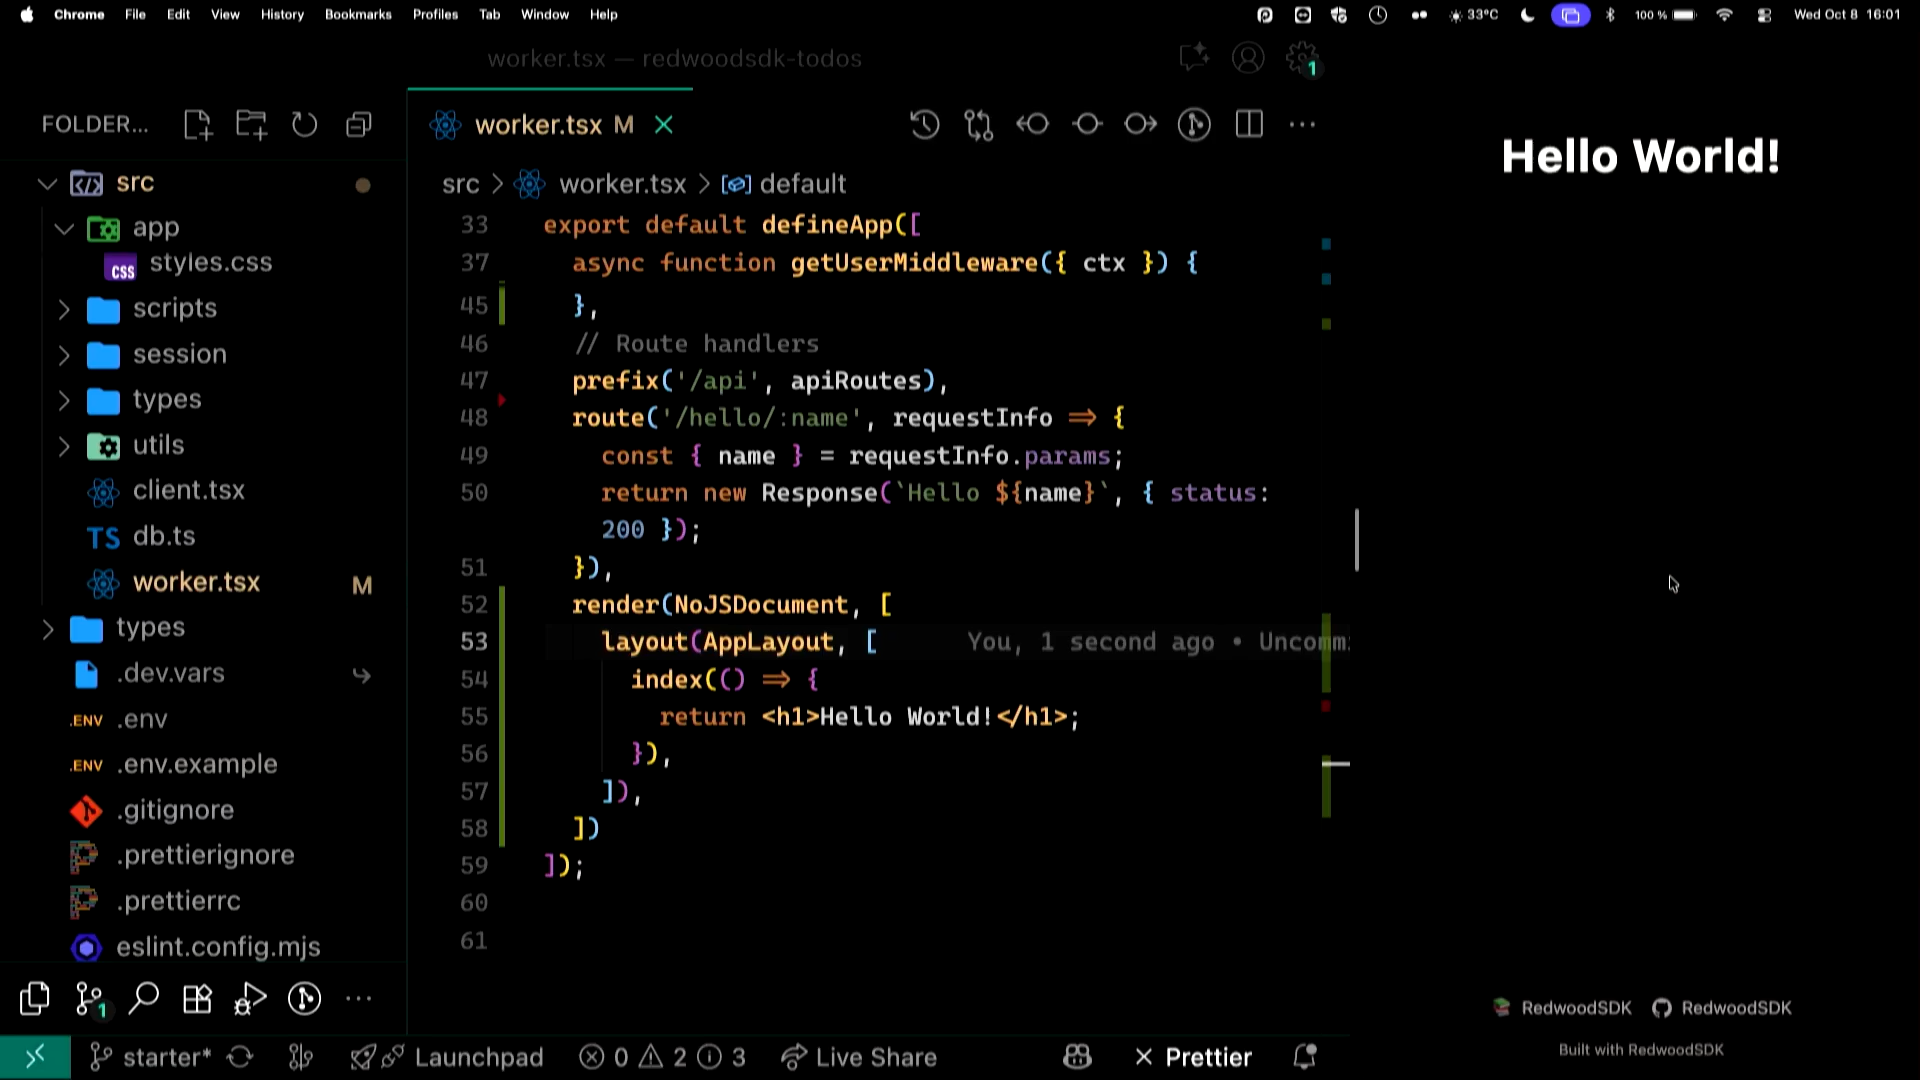 Chrome File Edit View History Bookmarks Profiles Tab Window Help 33°C 100 % Wed Oct 8 16:01
worker.tsx — redwoodsdk-todos
1
FOLDER...
worker.tsx M
src > worker.tsx > default
src
app
styles.css
scripts
session
types
utils
client.tsx
TS db.ts
worker.tsx M
types
.dev.vars
.ENV .env
.ENV .env.example
.gitignore
.prettierignore
.prettierrc
eslint.config.mjs
33 export default defineApp([
37 async function getUserMiddleware({ ctx }) {
45 },
46 // Route handlers
47 prefix('/api', apiRoutes),
48 route('/hello/:name', requestInfo => {
49 const { name } = requestInfo.params;
50 return new Response(`Hello ${name}`, { status:
200 });
51 }),
52 render(NoJSDocument, [
53 layout(AppLayout, [ You, 1 second ago • Uncomm
54 index(() => {
55 return <h1>Hello World!</h1>;
56 }),
57 ]),
58 ])
59 ]);
60
61
Hello World!
RedwoodSDK RedwoodSDK
Built with RedwoodSDK
1
starter* Launchpad 0 2 3 Live Share Prettier